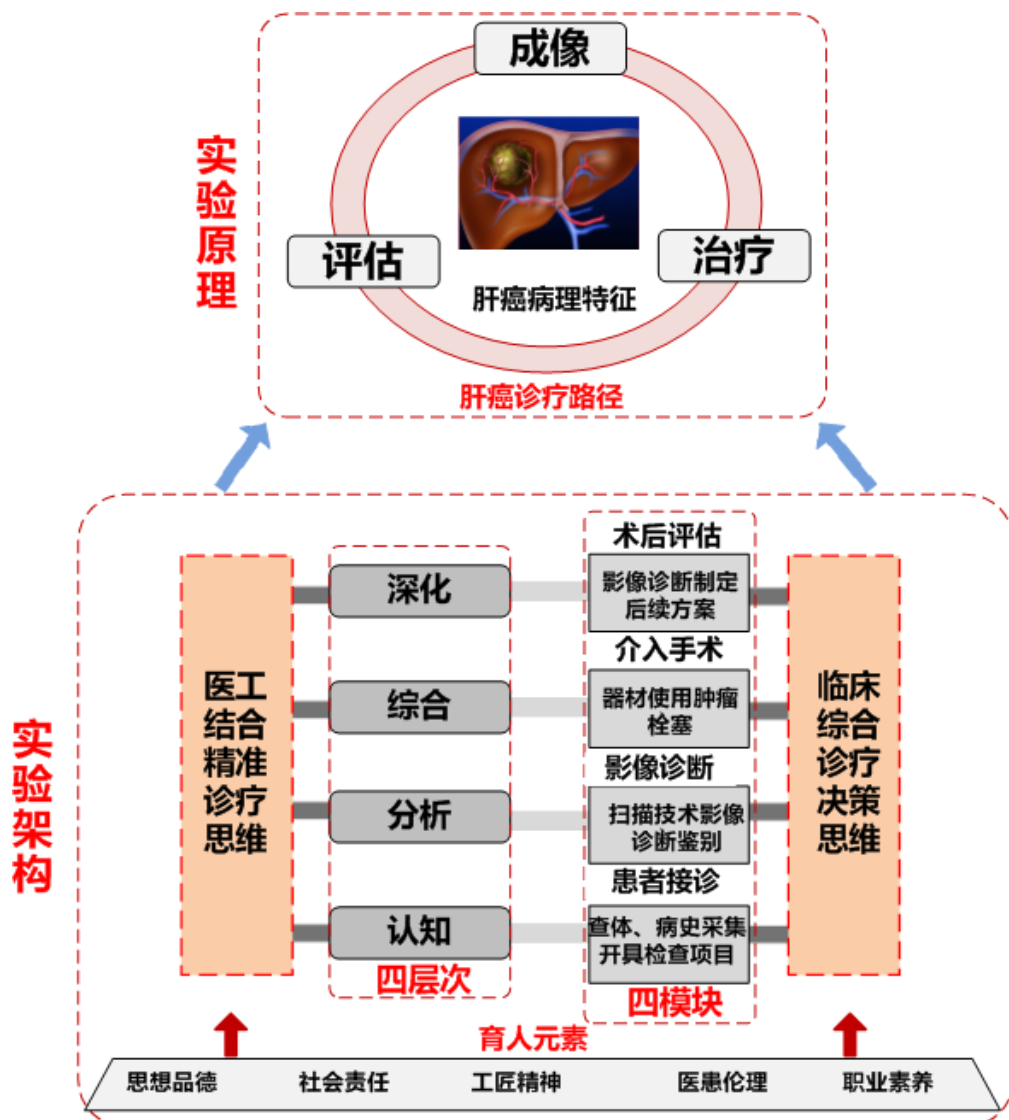 实验原理
成像
评估
治疗
肝癌病理特征
肝癌诊疗路径
实验架构
医工
结合
精准
诊疗
思维
深化
综合
分析
认知
四层次
术后评估
影像诊断制定
后续方案
介入手术
器材使用肿瘤
栓塞
影像诊断
扫描技术影像
诊断鉴别
患者接诊
查体、病史采集
开具检查项目
四模块
临床
综合
诊疗
决策
思维
育人元素
思想品德
社会责任
工匠精神
医患伦理
职业素养